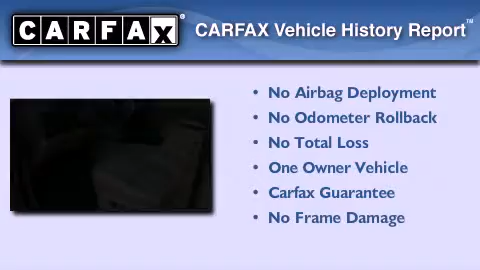 CARFAX® CARFAX Vehicle History Report™
• No Airbag Deployment
• No Odometer Rollback
• No Total Loss
• One Owner Vehicle
• Carfax Guarantee
• No Frame Damage